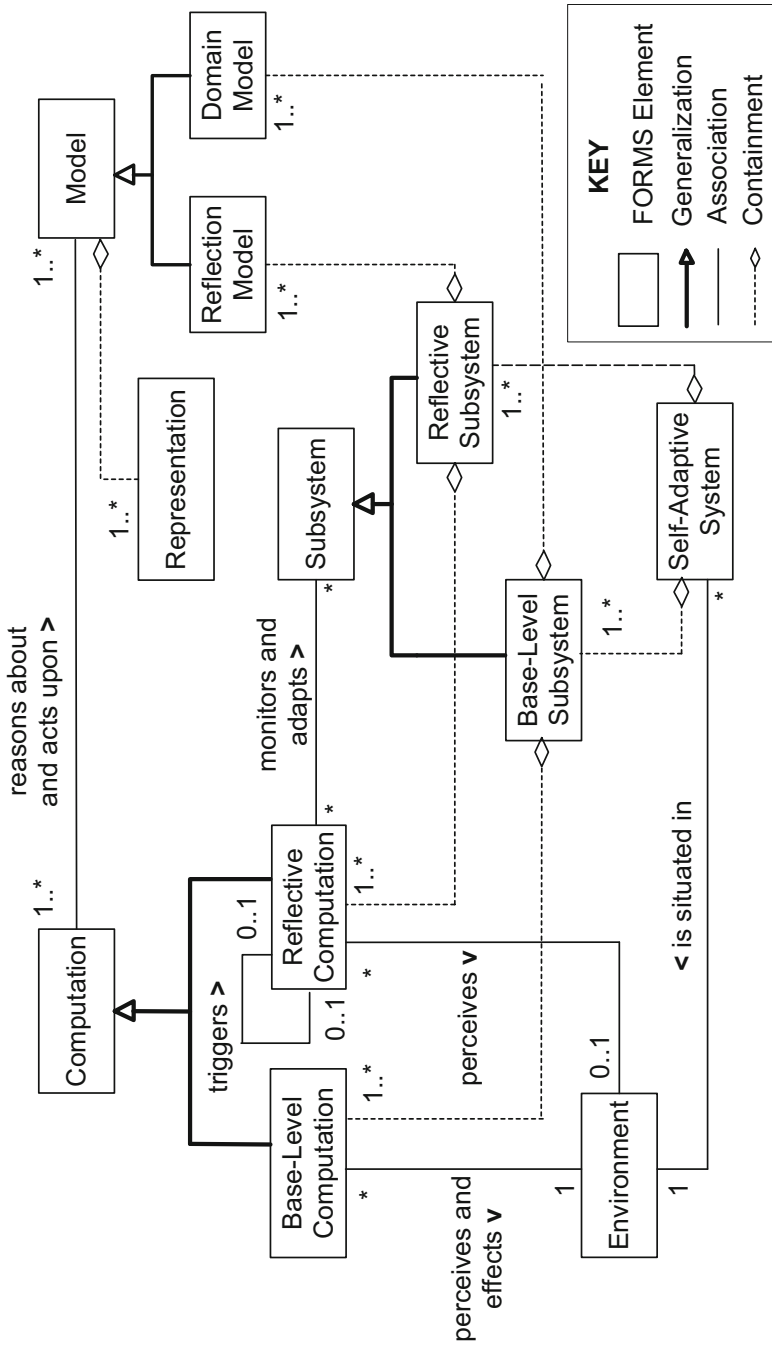 reasons about
and acts upon >
Computation
1..*
1..*
Model
Representation
1..*
Reflection
Model
1..*
Domain
Model
1..*
triggers >
0..1
0..1
Base-Level
Computation
1..*
*
Reflective
Computation
1..*
*
*
monitors and
adapts >
*
Subsystem
Reflective
Subsystem
1..*
Base-Level
Subsystem
1..*
perceives and
effects v
perceives v
0..1
1
Environment
1
< is situated in
*
Self-Adaptive
System
KEY
FORMS Element
Generalization
Association
Containment